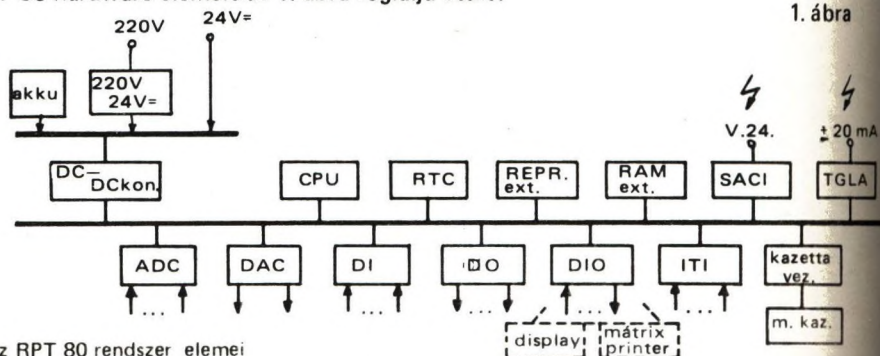 1. ábra
220V
24V=
akku
220V
24V=
V.24.
± 20 mA
DC–
DCkon.
CPU
RTC
REPR.
ext.
RAM
ext.
SACI
TGLA
ADC
DAC
DI
DIO
ITI
kazetta
vez.
...
...
...
...
display
mátrix
printer
m. kaz.
RPT 80 rendszer elemei